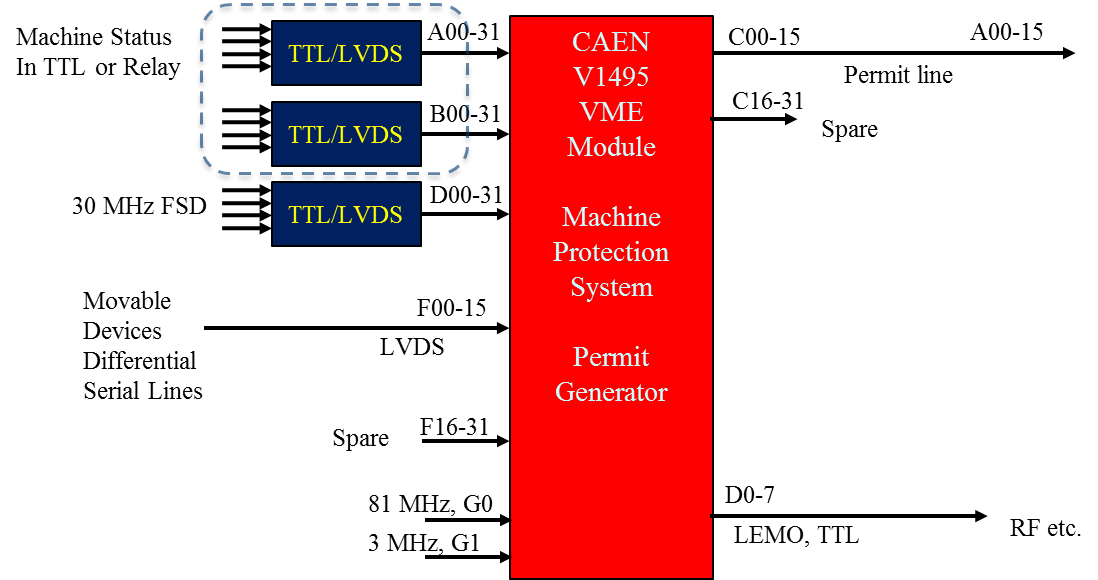 Machine Status
In TTL or Relay
TTL/LVDS
A00-31
TTL/LVDS
B00-31
30 MHz FSD
TTL/LVDS
D00-31
Movable
Devices
Differential
Serial Lines
F00-15
LVDS
Spare
F16-31
81 MHz, G0
3 MHz, G1
CAEN
V1495
VME
Module
Machine
Protection
System
Permit
Generator
C00-15
A00-15
Permit line
C16-31
Spare
D0-7
LEMO, TTL
RF etc.